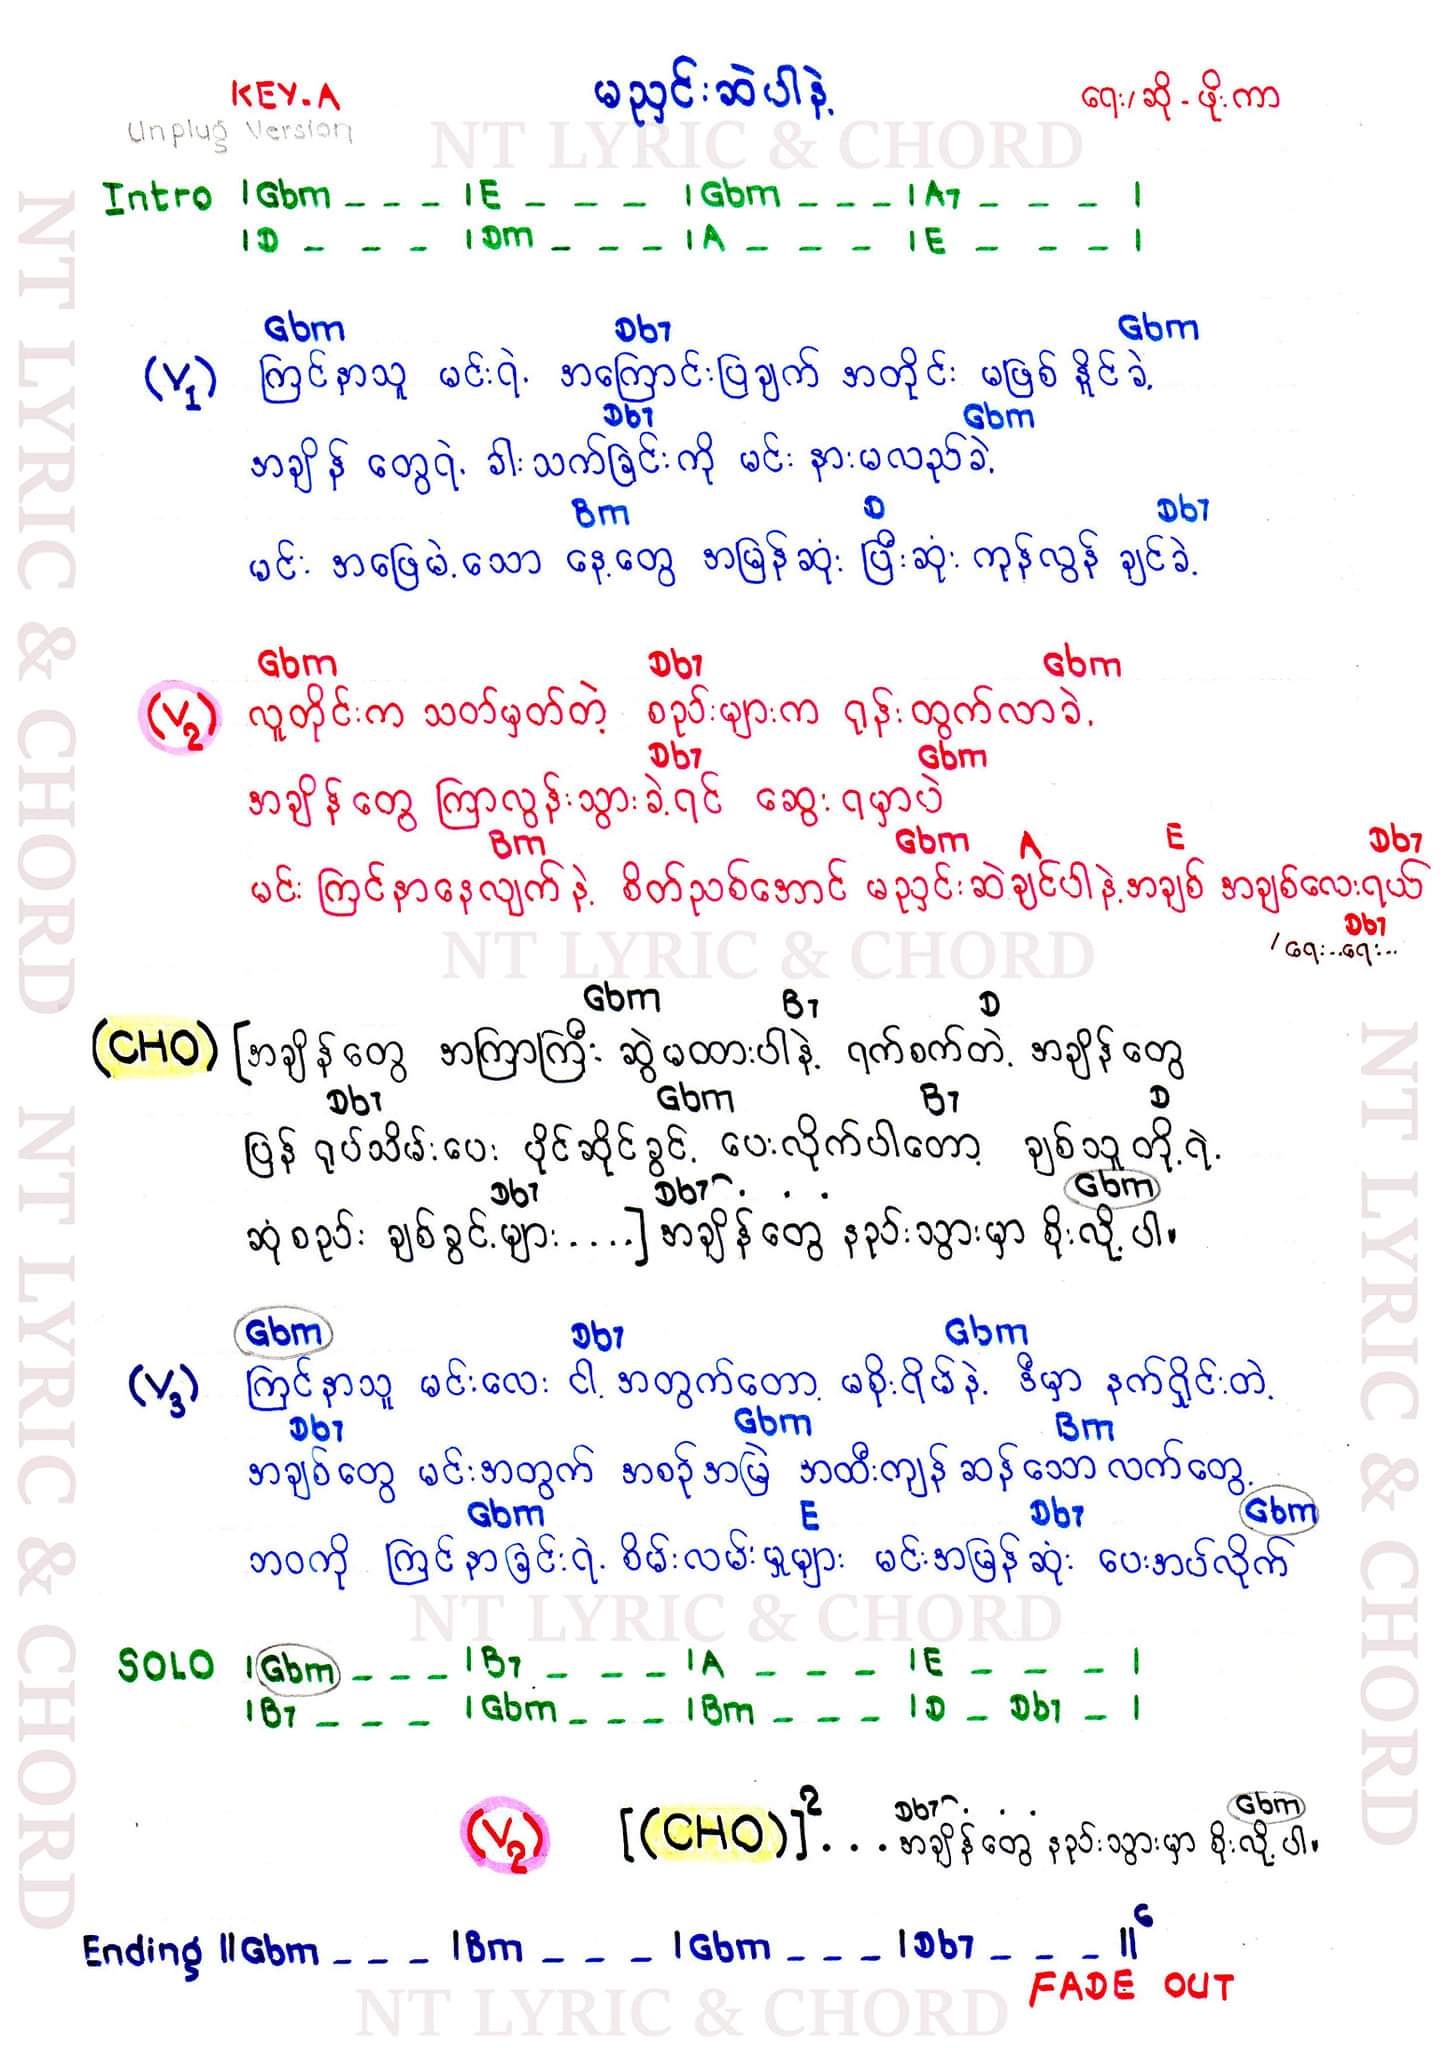 KEY-A
မညှင်းဆဲပါနဲ့
ရေး/ဆို - ဖိုးကာ
Unplug Version
NT LYRIC & CHORD
Intro |Gbm _ _ _ |E _ _ _ |Gbm _ _ _ |A7 _ _ _ |
|D _ _ _ |Dm _ _ _ |A _ _ _ |E _ _ _ |
Gbm Db7 Gbm
(V1) ကြင်နာသူ မင်းရဲ့ အကြောင်းပြချက် အတိုင်း မဖြစ်နိုင်ခဲ့
Db7 Gbm
အချိန်တွေရဲ့ ခါးသက်ခြင်းကို မင်း နားမလည်ခဲ့
Bm D Db7
မင်း အဖြေမဲ့သော နေ့တွေ အမြန်ဆုံး ပြီးဆုံး ကုန်လွန် ချင်ခဲ့
Gbm Db7 Gbm
(V2) လူတိုင်းက သတ်မှတ်တဲ့ စည်းများက ရုန်းထွက်လာခဲ့
Db7 Gbm
အချိန်တွေ ကြာလွန်းသွားခဲ့ရင် ဆွေးရမှာပဲ
Bm Gbm A E Db7
မင်း ကြင်နာနေလျက်နဲ့ စိတ်ညစ်အောင် မညှင်းဆဲချင်ပါနဲ့အချစ် အချစ်လေးရယ်
Db7
/ ရေး..ရေး..
NT LYRIC & CHORD
Gbm B7 D
(CHO) [အချိန်တွေ အကြာကြီး ဆွဲမထားပါနဲ့ ရက်စက်တဲ့ အချိန်တွေ
Db7 Gbm B7 D
ပြန် ရုပ်သိမ်းပေး ပိုင်ဆိုင်ခွင့် ပေးလိုက်ပါတော့ ချစ်သူတို့ရဲ့
Db7 Db7 . . . Gbm
ဆုံစည်း ချစ်ခွင့်များ....] အချိန်တွေ နည်းသွားမှာ စိုးလို့ပါ။
Gbm Db7 Gbm
(V3) ကြင်နာသူ မင်းလေး ငါ့အတွက်တော့ မစိုးရိမ်နဲ့ ဒီမှာ နက်ရှိုင်းတဲ့
Db7 Gbm Bm
အချစ်တွေ မင်းအတွက် အစဉ်အမြဲ အထီးကျန်ဆန်သော လက်တွေ့
Gbm E Db7 Gbm
ဘဝကို ကြင်နာခြင်းရဲ့ စိမ်းလမ်းမှုများ မင်းအမြန်ဆုံး ပေးအပ်လိုက်
NT LYRIC & CHORD
SOLO |Gbm _ _ _ |B7 _ _ _ |A _ _ _ |E _ _ _ |
|B7 _ _ _ |Gbm _ _ _ |Bm _ _ _ |D _ Db7 _ |
Db7 . . . Gbm
(V2) [(CHO)]2 ...အချိန်တွေ နည်းသွားမှာ စိုးလို့ပါ။
Ending ||Gbm _ _ _ |Bm _ _ _ |Gbm _ _ _ |Db7 _ _ _ ||6
FADE OUT
NT LYRIC & CHORD
NT LYRIC & CHORD NT LYRIC & CHORD
NT LYRIC & CHORD